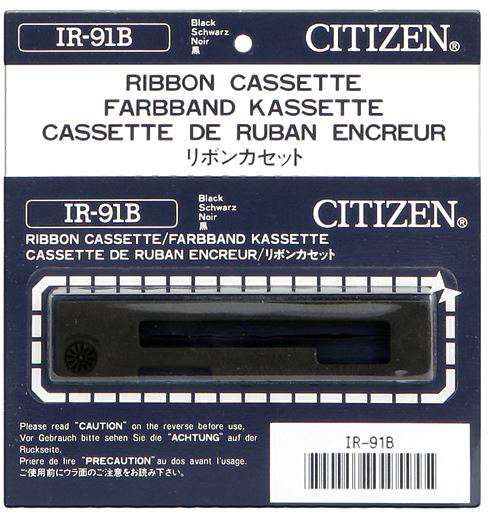 IR-91B
Black
Schwarz
Noir
黒
CITIZEN®
RIBBON CASSETTE
FARBBAND KASSETTE
CASSETTE DE RUBAN ENCREUR
リボンカセット
IR-91B
Black
Schwarz
Noir
黒
CITIZEN®
RIBBON CASSETTE/FARBBAND KASSETTE
CASSETTE DE RUBAN ENCREUR/リボンカセット
Please read "CAUTION" on the reverse before use.
Vor Gebrauch bitte sehen Sie die "ACHTUNG" auf der
Ruckseite.
Priere de lire "PRECAUTION" au dos avant l'usage.
ご使用前にウラ面のご注意をお読み下さい。
IR-91B